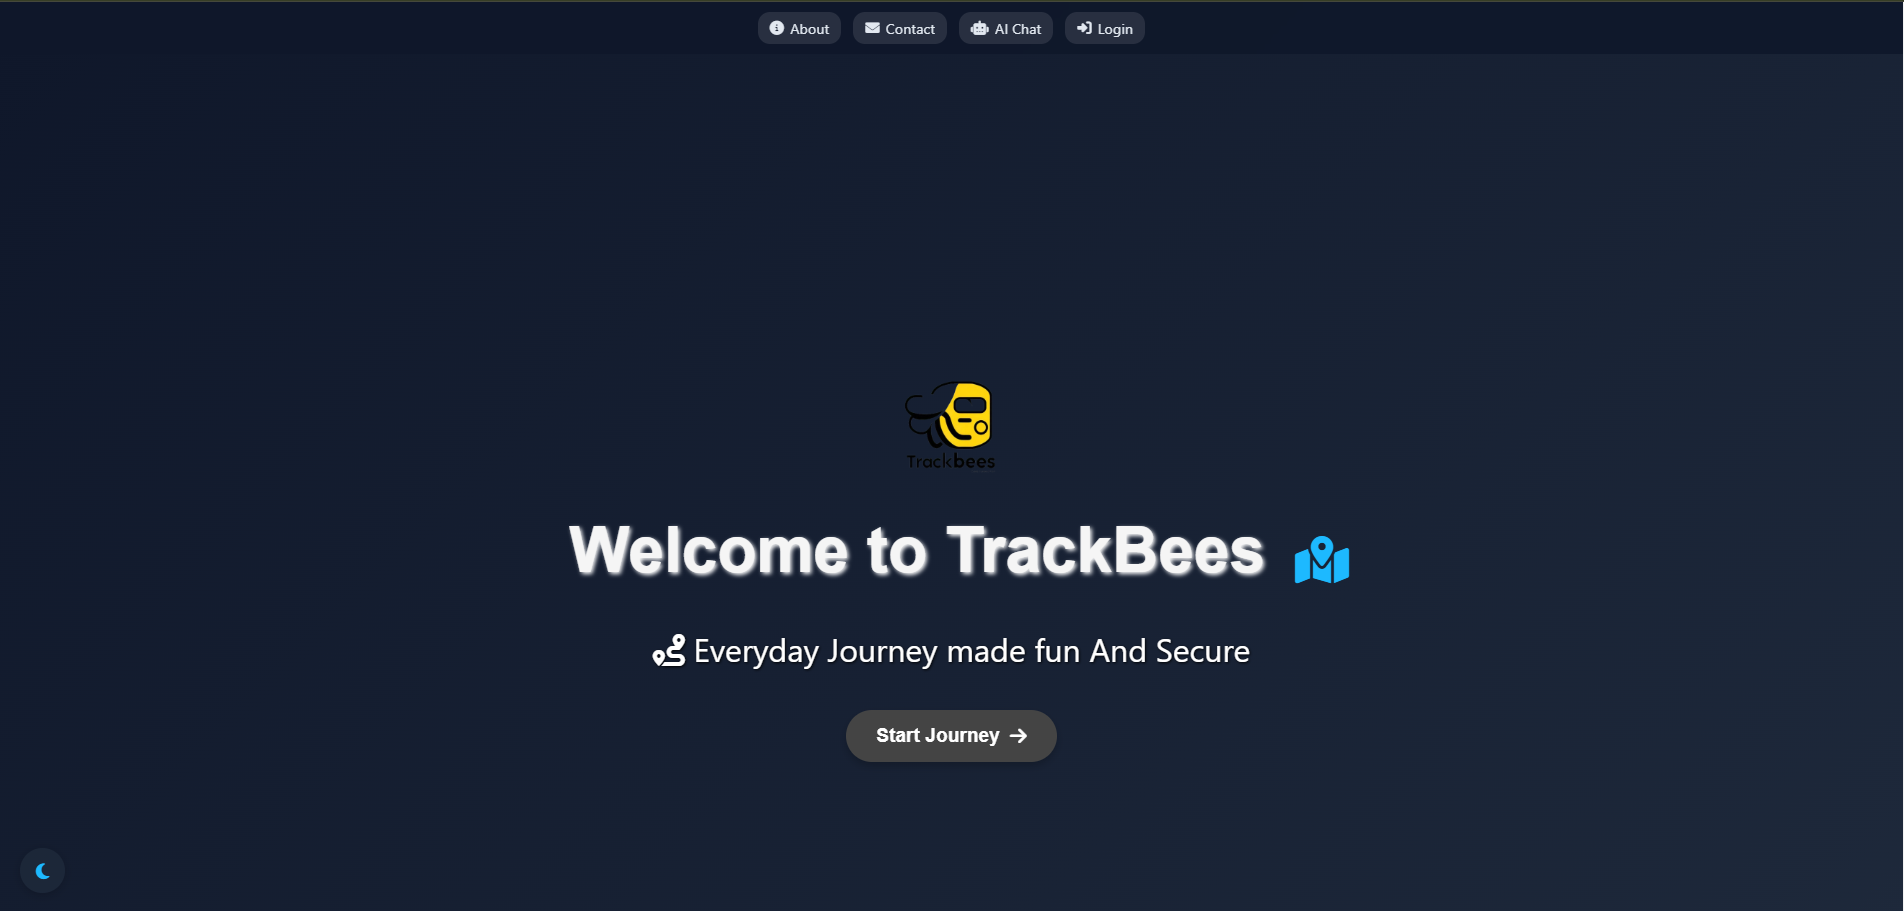 About
Contact
AI Chat
Login
Trackbees
Welcome to TrackBees
Everyday Journey made fun And Secure
Start Journey